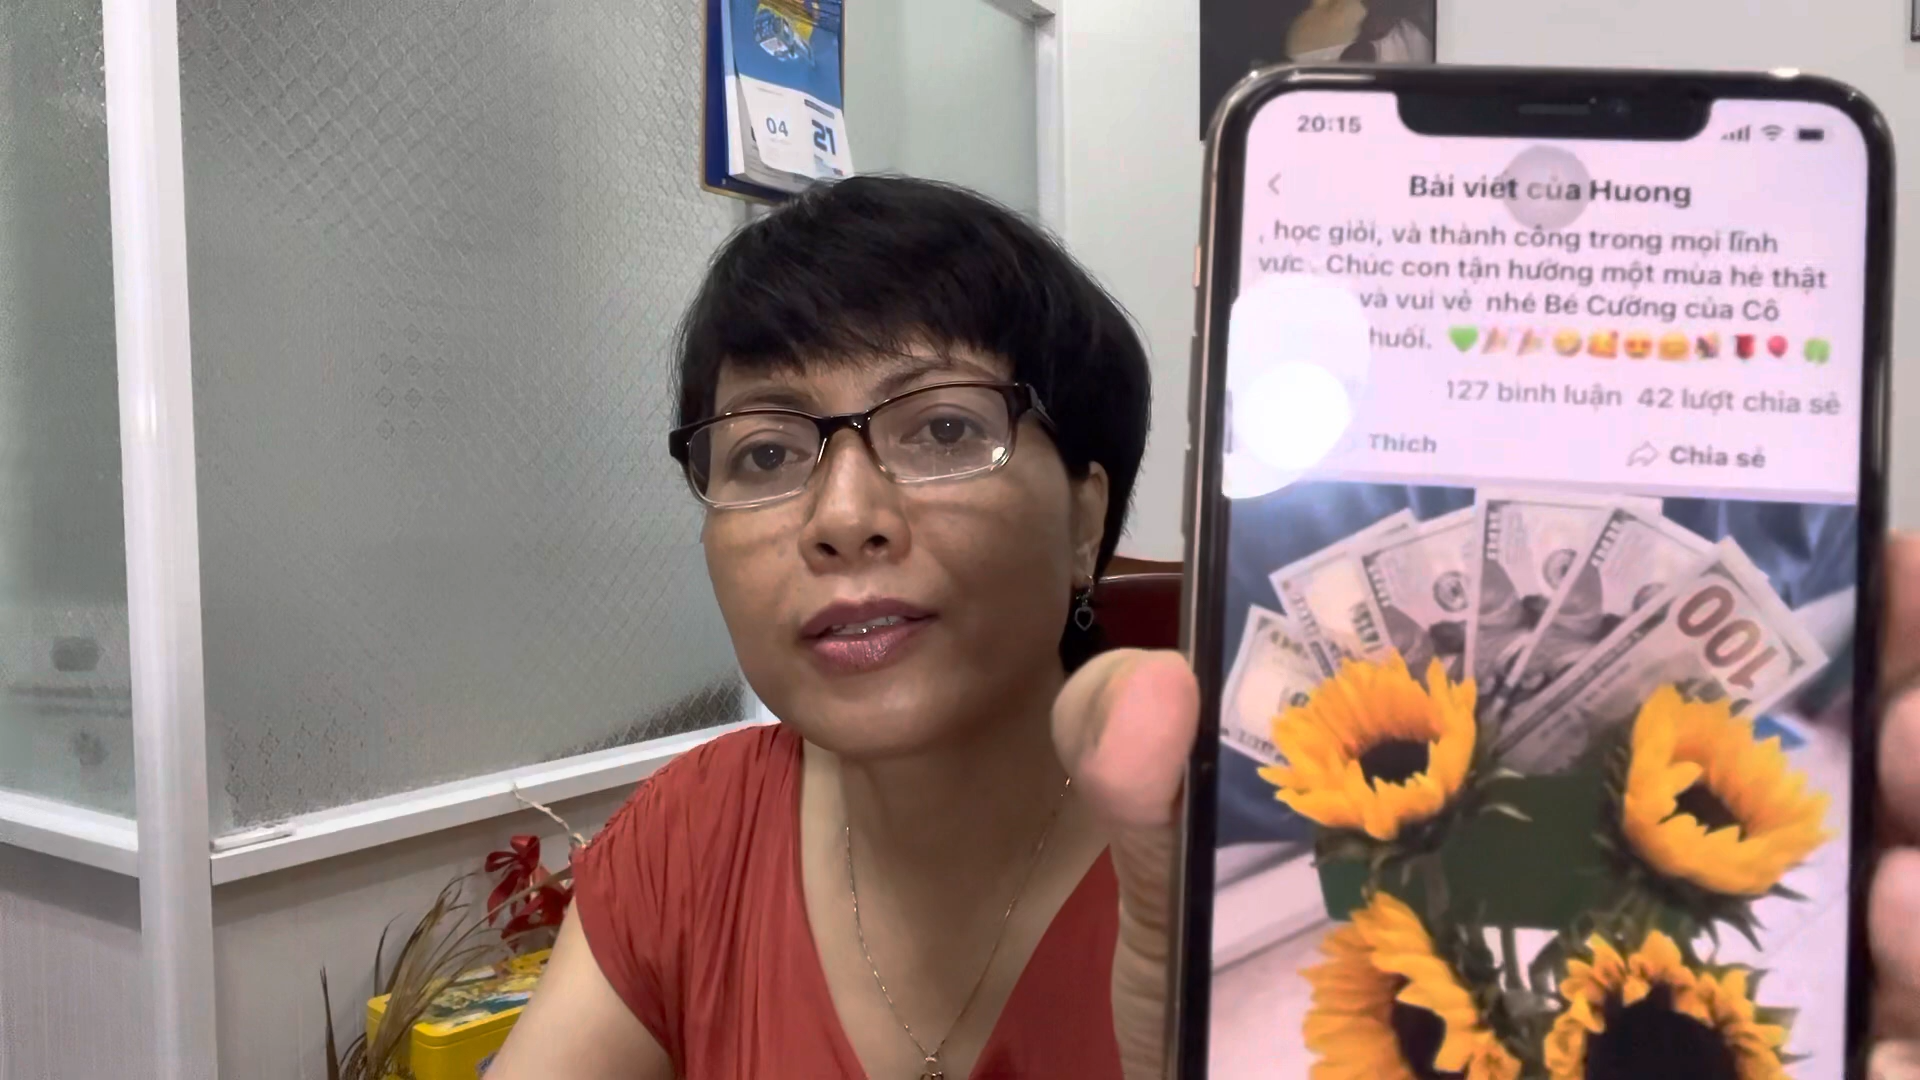 04
21
20:15
Bài viết của Huong
, học giỏi, và thành công trong mọi lĩnh
vực . Chúc con tận hưởng một mùa hè thật
và vui vẻ nhé Bé Cường của Cô
huối. 
127 bình luận 42 lượt chia sẻ
Thích Chia sẻ
100